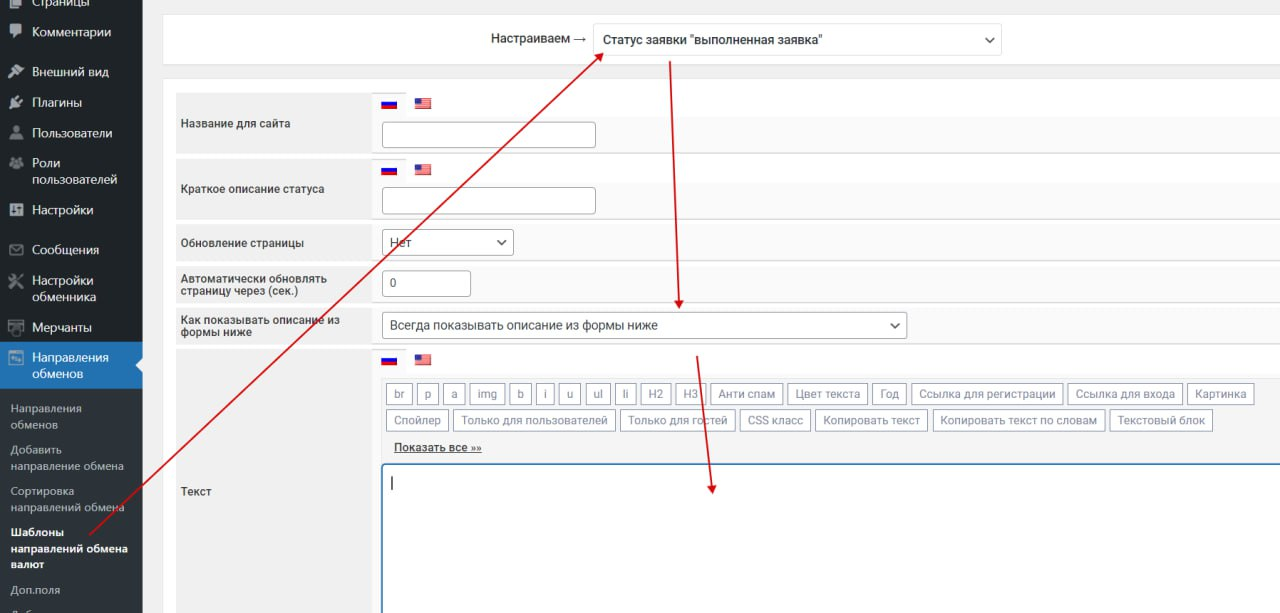 Страницы
Комментарии
Внешний вид
Плагины
Пользователи
Роли
пользователей
Настройки
Сообщения
Настройки
обменника
Мерчанты
Направления
обменов
Направления
обменов
Добавить
направление обмена
Сортировка
направлений обмена
Шаблоны
направлений обмена
валют
Доп.поля
Настраиваем → Статус заявки "выполненная заявка"
Название для сайта
Краткое описание статуса
Обновление страницы
Нет
Автоматически обновлять
страницу через (сек.)
0
Как показывать описание из
формы ниже
Всегда показывать описание из формы ниже
br p a img b i u ul li H2 H3 Анти спам Цвет текста Год Ссылка для регистрации Ссылка для входа Картинка
Спойлер Только для пользователей Только для гостей CSS класс Копировать текст Копировать текст по словам Текстовый блок
Показать все »»
Текст